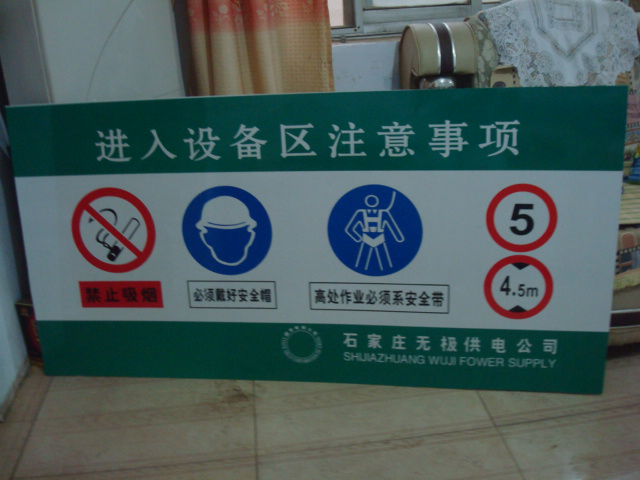 进入设备区注意事项
5
4.5m
禁止吸烟
必须戴好安全帽
高处作业必须系安全带
石家庄无极供电公司
SHIJIAZHUANG WUJI FOWER SUPPLY